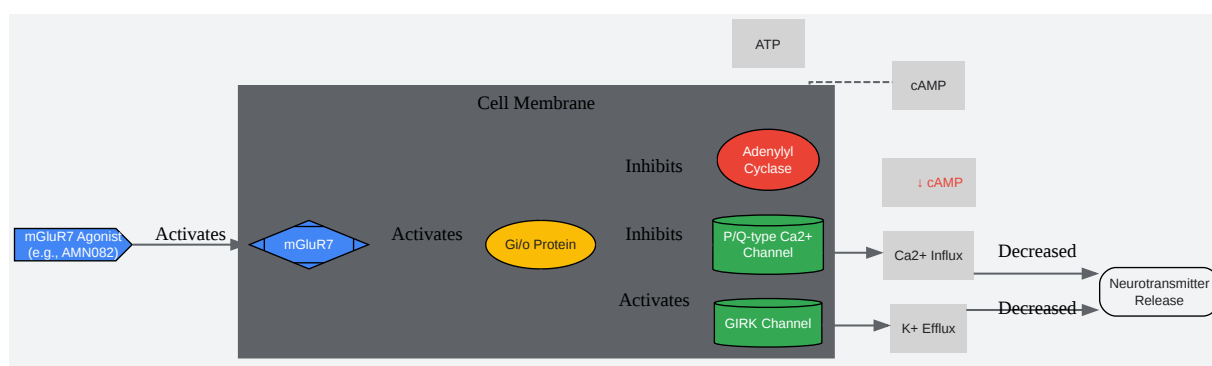 ATP
cAMP
Cell Membrane
Adenylyl
Cyclase
Inhibits
↓ cAMP
mGluR7 Agonist
(e.g., AMN082)
Activates
mGluR7
Activates
Gi/o Protein
Inhibits
P/Q-type Ca2+
Channel
Ca2+ Influx
Decreased
Neurotransmitter
Release
Activates
GIRK Channel
K+ Efflux
Decreased